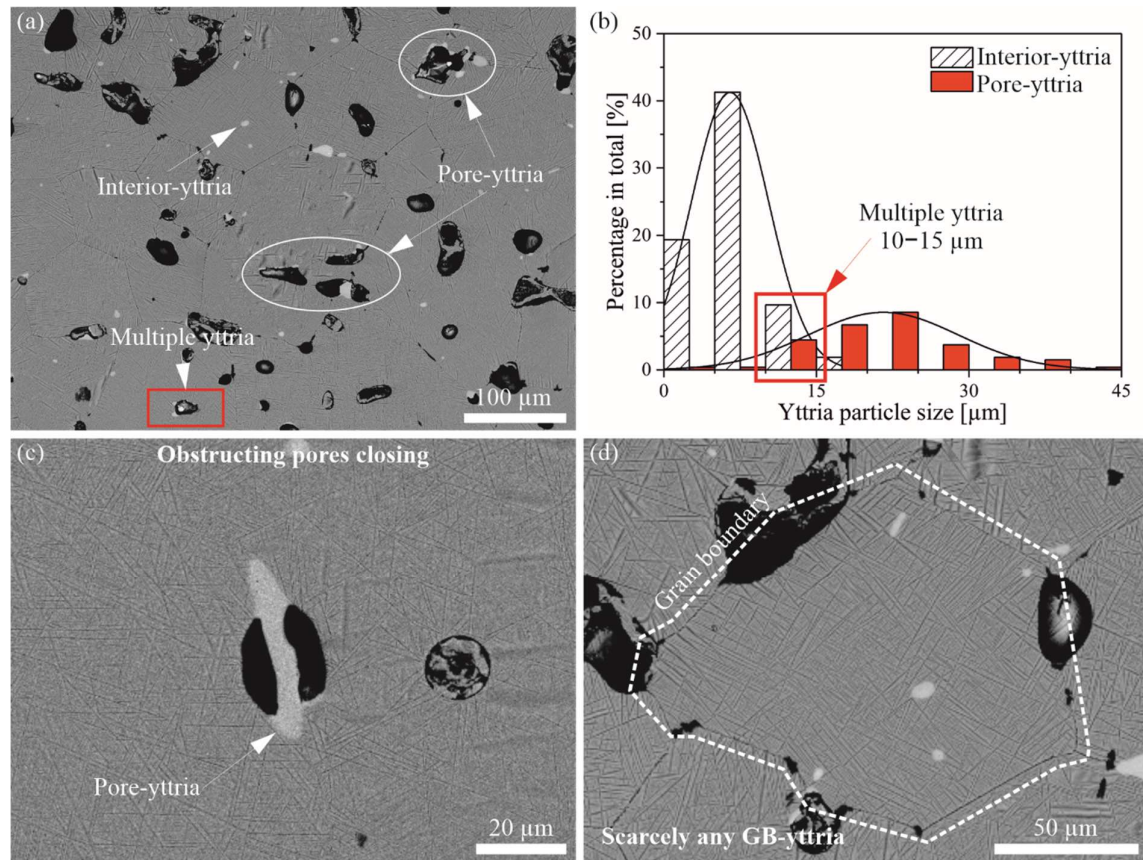 (a)
Interior-yttria
Pore-yttria
Multiple yttria
100 µm
(b)
50
40
30
20
10
0
Percentage in total [%]
Interior-yttria
Pore-yttria
Multiple yttria
10−15 µm
0
15
30
45
Yttria particle size [µm]
(c)
Obstructing pores closing
Pore-yttria
20 µm
(d)
Grain boundary
Scarcely any GB-yttria
50 µm